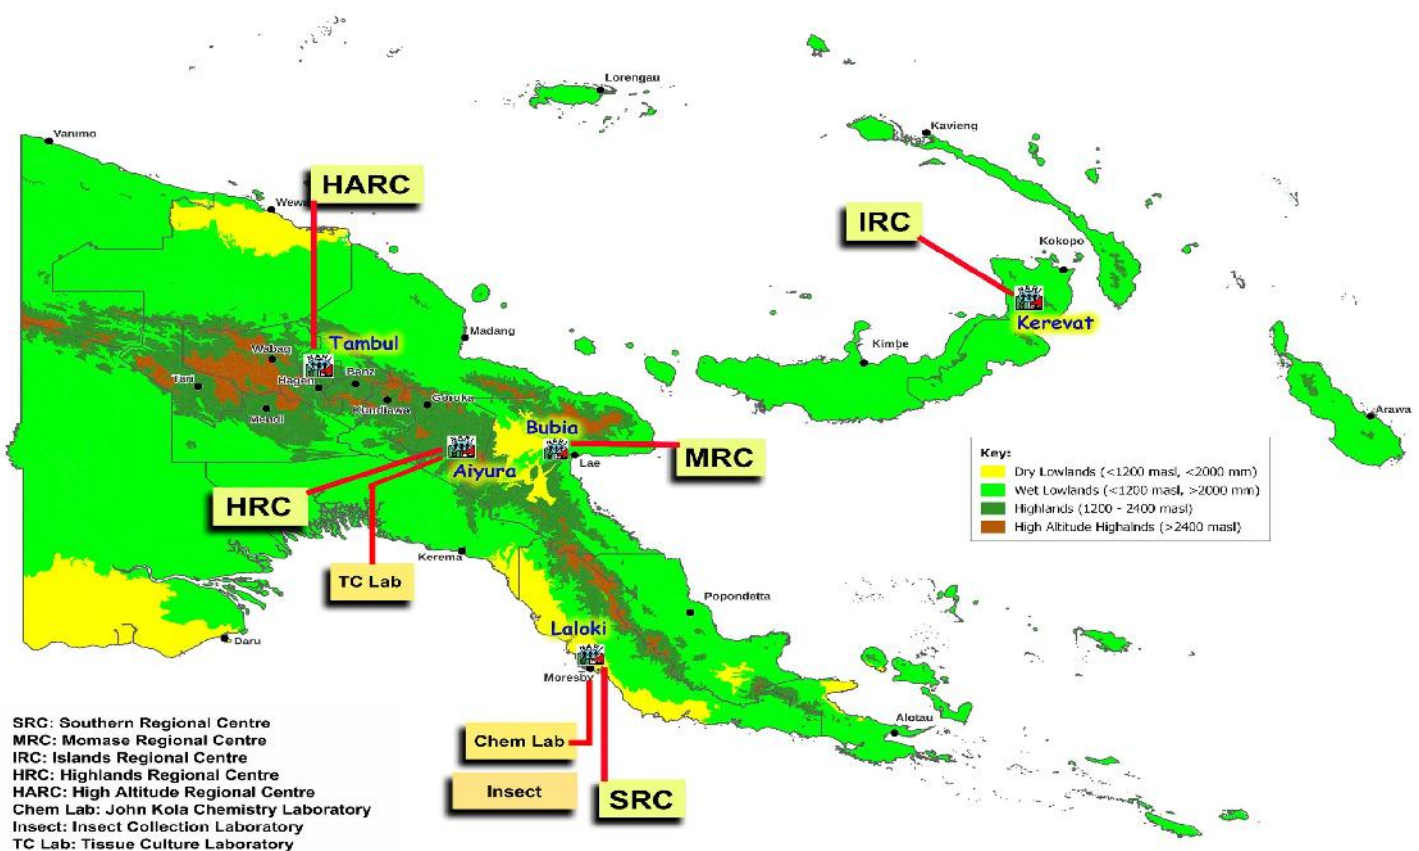 Lorengau
Vanimo
Kavieng
HARC
Wewa
IRC
Kokopo
Kerevat
Madang
Tambul
Wabag
Kimbe
Tari
Hagen
Banz
Mendi
Kundiawa
Goroka
Arawa
Bubia
MRC
Lae
Aiyura
HRC
Key:
Dry Lowlands (<1200 masl, <2000 mm)
Wet Lowlands (<1200 masl, >2000 mm)
Highlands (1200 - 2400 masl)
High Altitude Highalnds (>2400 masl)
Kerema
TC Lab
Popondetta
Daru
Laloki
Moresby
Alotau
Chem Lab
Insect
SRC
SRC: Southern Regional Centre
MRC: Momase Regional Centre
IRC: Islands Regional Centre
HRC: Highlands Regional Centre
HARC: High Altitude Regional Centre
Chem Lab: John Kola Chemistry Laboratory
Insect: Insect Collection Laboratory
TC Lab: Tissue Culture Laboratory